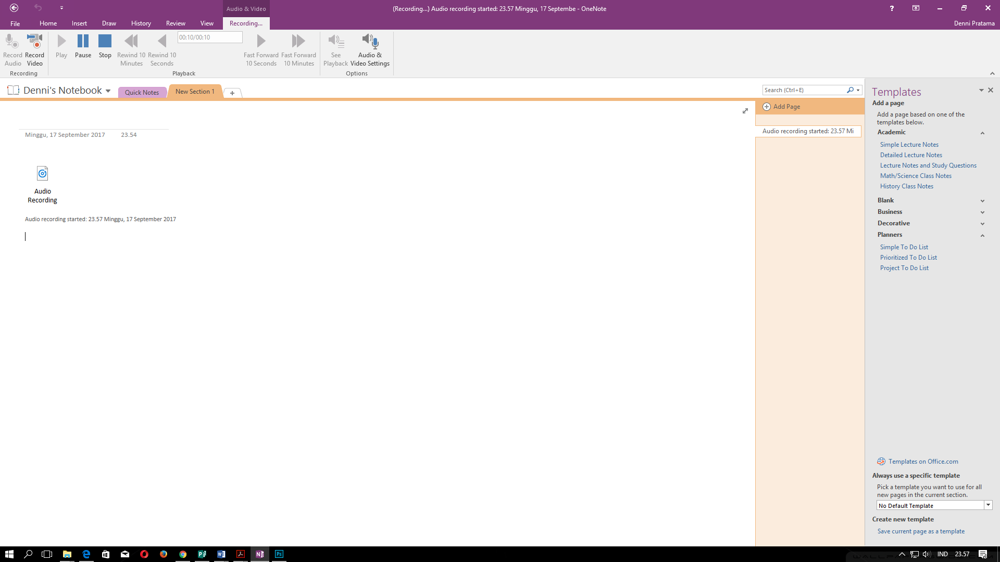 Audio & Video
(Recording...) Audio recording started: 23.57 Minggu, 17 Septembe - OneNote
?
File Home Insert Draw History Review View Recording... Denni Pratama
Record Audio
Record Video
Play
Pause
Stop
Rewind 10 Minutes
Rewind 10 Seconds
00:10/00:10
Fast Forward 10 Seconds
Fast Forward 10 Minutes
See Playback
Audio & Video Settings
Recording
Playback
Options
Denni's Notebook
Quick Notes
New Section 1
+
Search (Ctrl+E)
Add Page
Audio recording started: 23.57 Mi
Minggu, 17 September 2017 23.54
Audio
Recording
Audio recording started: 23.57 Minggu, 17 September 2017
Templates
Add a page
Add a page based on one of the
templates below.
Academic
Simple Lecture Notes
Detailed Lecture Notes
Lecture Notes and Study Questions
Math/Science Class Notes
History Class Notes
Blank
Business
Decorative
Planners
Simple To Do List
Prioritized To Do List
Project To Do List
Templates on Office.com
Always use a specific template
Pick a template you want to use for all
new pages in the current section.
No Default Template
Create new template
Save current page as a template
IND 23.57